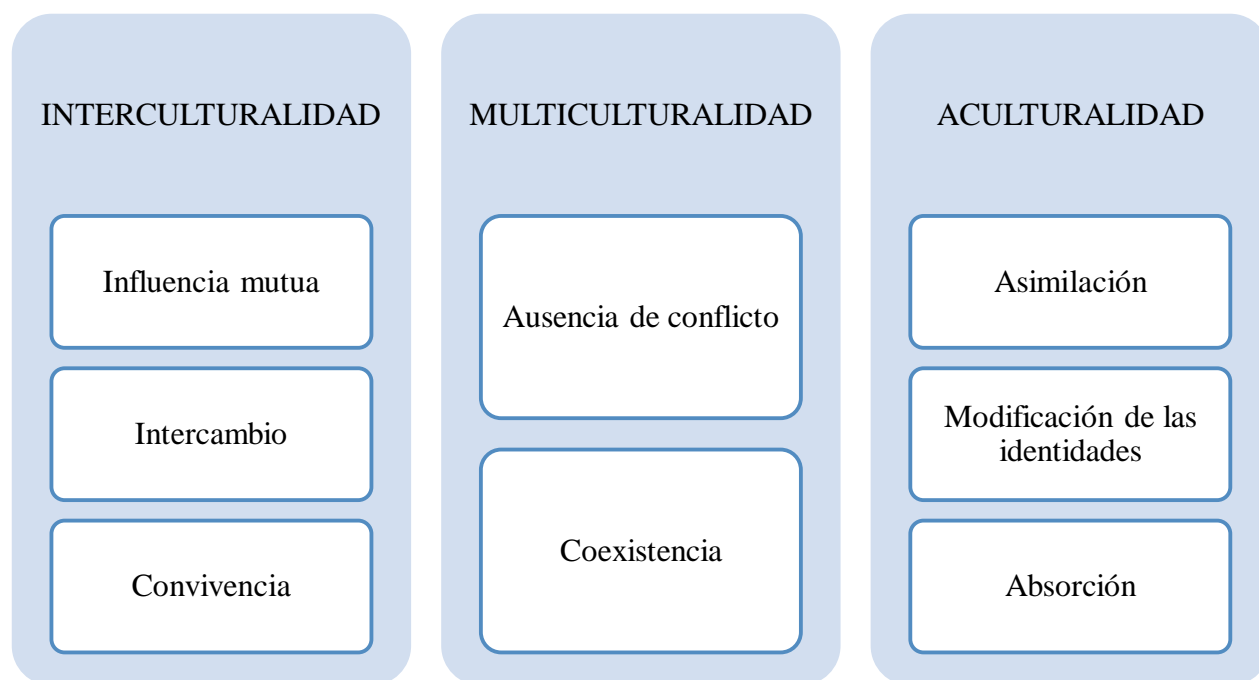 INTERCULTURALIDAD
Influencia mutua
Intercambio
Convivencia
MULTICULTURALIDAD
Ausencia de conflicto
Coexistencia
ACULTURALIDAD
Asimilación
Modificación de las
identidades
Absorción